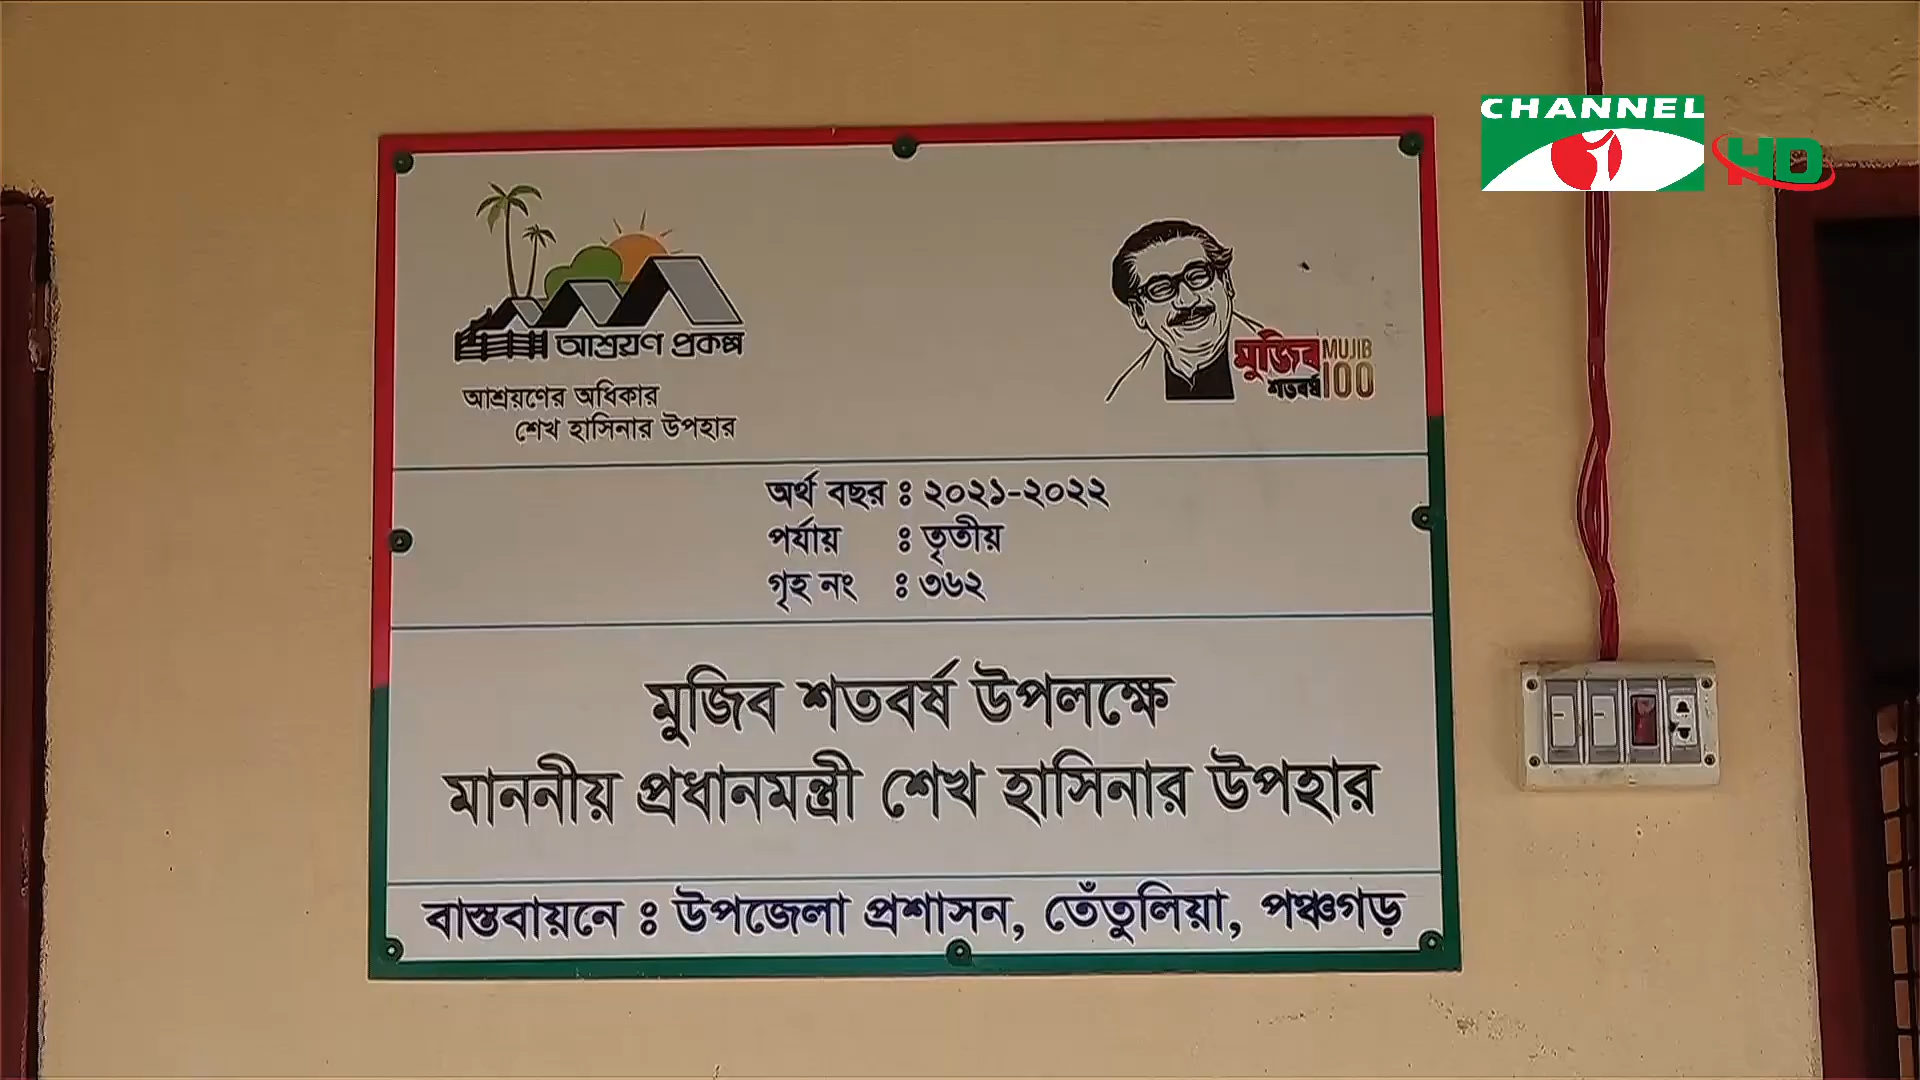 CHANNEL i
HD
আশ্রয়ণ প্রকল্প
আশ্রয়ণের অধিকার
শেখ হাসিনার উপহার
মুজিব MUJIB
শতবর্ষ 100
অর্থ বছর ঃ ২০২১-২০২২
পর্যায় ঃ তৃতীয়
গৃহ নং ঃ ৩৬২
মুজিব শতবর্ষ উপলক্ষে
মাননীয় প্রধানমন্ত্রী শেখ হাসিনার উপহার
বাস্তবায়নে ঃ উপজেলা প্রশাসন, তেঁতুলিয়া, পঞ্চগড়